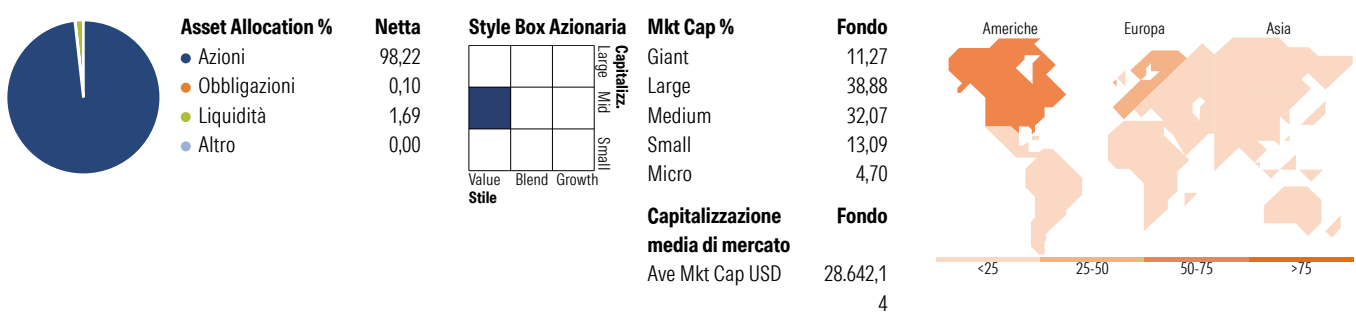 Asset Allocation % Netta
Azioni 98,22
Obbligazioni 0,10
Liquidità 1,69
Altro 0,00
Style Box Azionaria
Capitalizz.
Large Mid Small
Value Blend Growth
Stile
Mkt Cap % Fondo
Giant 11,27
Large 38,88
Medium 32,07
Small 13,09
Micro 4,70
Capitalizzazione Fondo
media di mercato
Ave Mkt Cap USD 28.642,1
4
Americhe Europa Asia
<25 25-50 50-75 >75